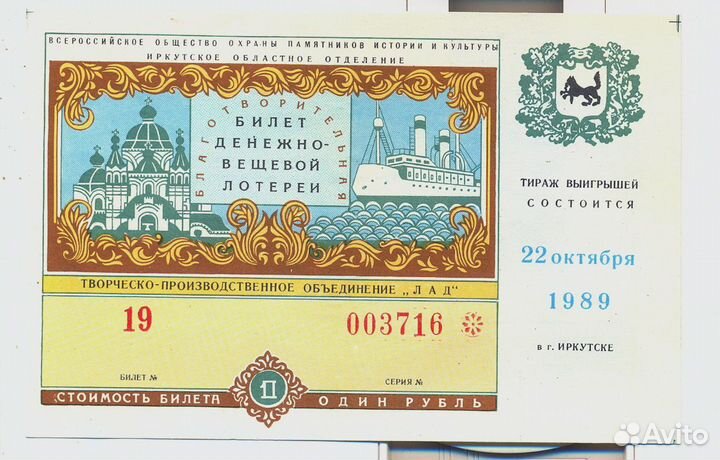 ВСЕРОССИЙСКОЕ ОБЩЕСТВО ОХРАНЫ ПАМЯТНИКОВ ИСТОРИИ И КУЛЬТУРЫ
ИРКУТСКОЕ ОБЛАСТНОЕ ОТДЕЛЕНИЕ
БЛАГОТВОРИТЕЛЬНАЯ
БИЛЕТ
ДЕНЕЖНО-
ВЕЩЕВОЙ
ЛОТЕРЕИ
ТВОРЧЕСКО-ПРОИЗВОДСТВЕННОЕ ОБЪЕДИНЕНИЕ „ЛАД"
19
003716
БИЛЕТ №
СЕРИЯ №
СТОИМОСТЬ БИЛЕТА
1
ОДИН РУБЛЬ
ТИРАЖ ВЫИГРЫШЕЙ
СОСТОИТСЯ
22 октября
1989
в г. ИРКУТСКЕ
Avito